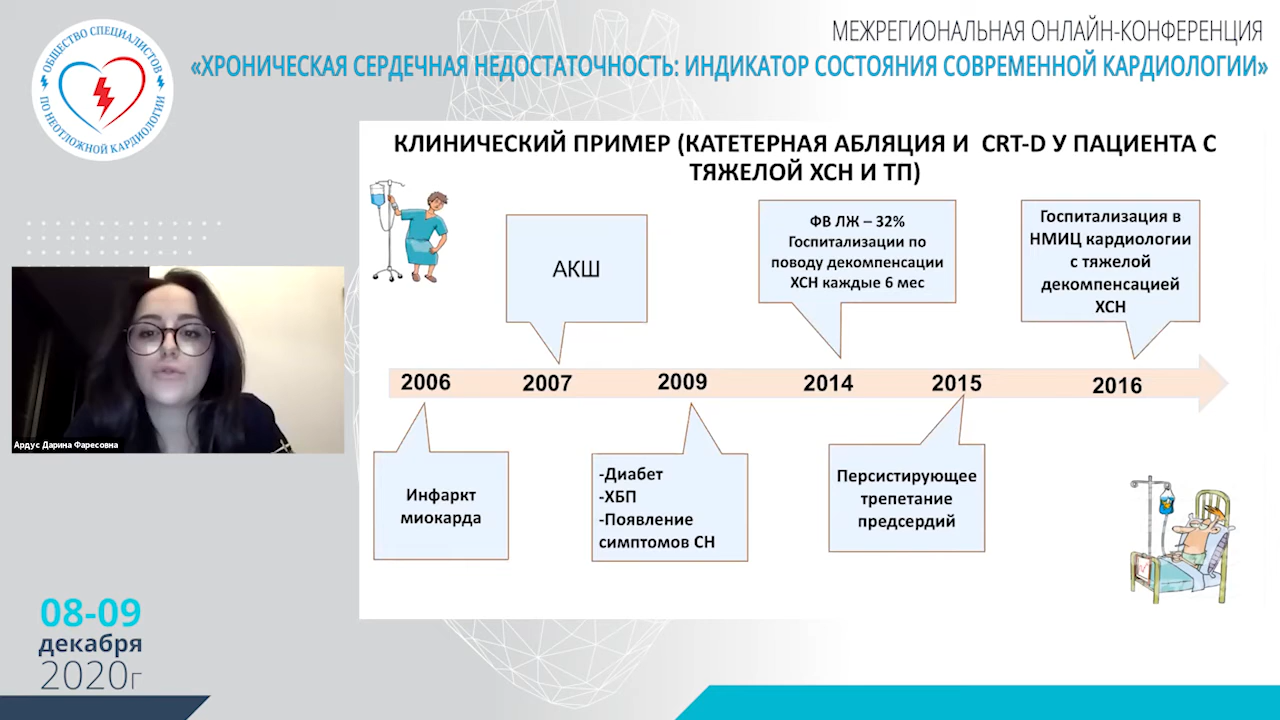 ОБЩЕСТВО СПЕЦИАЛИСТОВ
ПО НЕОТЛОЖНОЙ КАРДИОЛОГИИ
МЕЖРЕГИОНАЛЬНАЯ ОНЛАЙН-КОНФЕРЕНЦИЯ
«ХРОНИЧЕСКАЯ СЕРДЕЧНАЯ НЕДОСТАТОЧНОСТЬ: ИНДИКАТОР СОСТОЯНИЯ СОВРЕМЕННОЙ КАРДИОЛОГИИ»
КЛИНИЧЕСКИЙ ПРИМЕР (КАТЕТЕРНАЯ АБЛЯЦИЯ И CRT-D У ПАЦИЕНТА С
ТЯЖЕЛОЙ ХСН И ТП)
АКШ
ФВ ЛЖ – 32%
Госпитализации по
поводу декомпенсации
ХСН каждые 6 мес
Госпитализация в
НМИЦ кардиологии
с тяжелой
декомпенсацией
ХСН
2006
2007
2009
2014
2015
2016
Инфаркт
миокарда
-Диабет
-ХБП
-Появление
симптомов СН
Персистирующее
трепетание
предсердий
Ардус Дарина Фаресовна
08-09
декабря
2020г